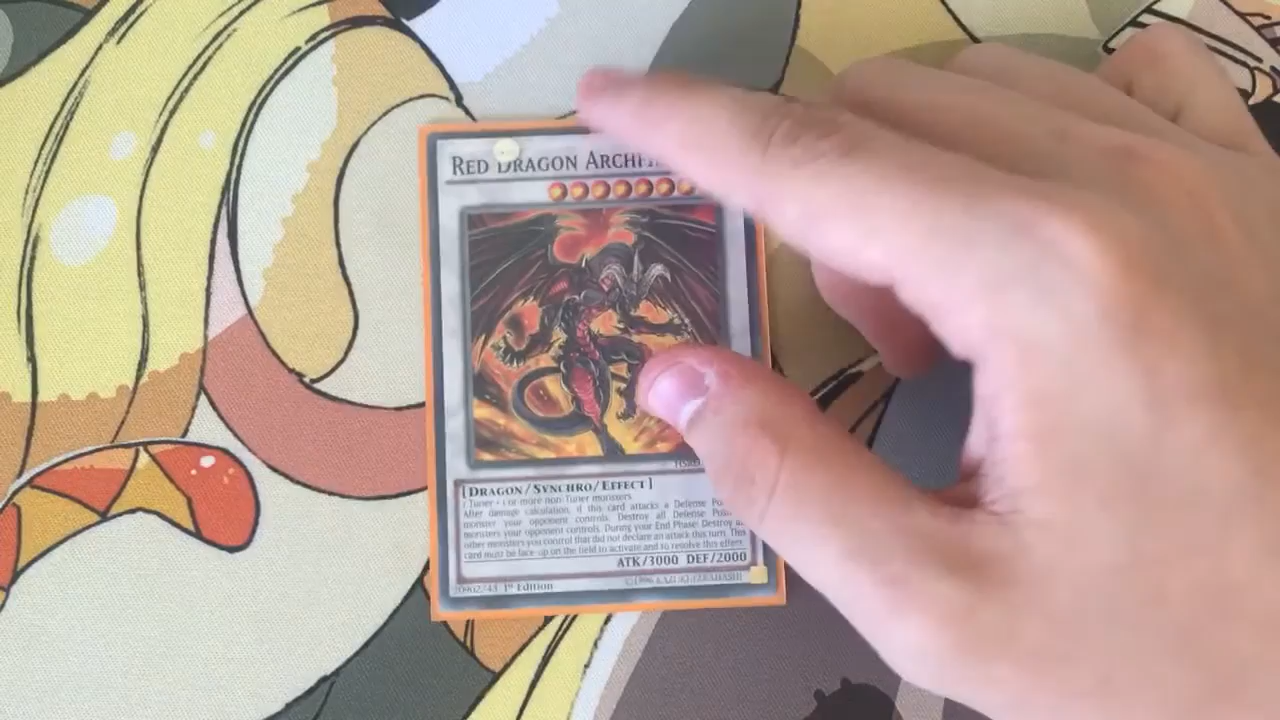 RED DRAGON ARCHFI
[DRAGON/SYNCHRO/EFFECT]
1 Tuner + 1 or more non-Tuner monsters
After damage calculation, if this card attacks a Defense Po
monster your opponent controls: Destroy all Defense Posi
monsters your opponent controls. During your End Phase: Destroy a
other monsters you control that did not declare an attack this turn. This
card must be face-up on the field to activate and to resolve this effect.
ATK/3000 DEF/2000
1st Edition